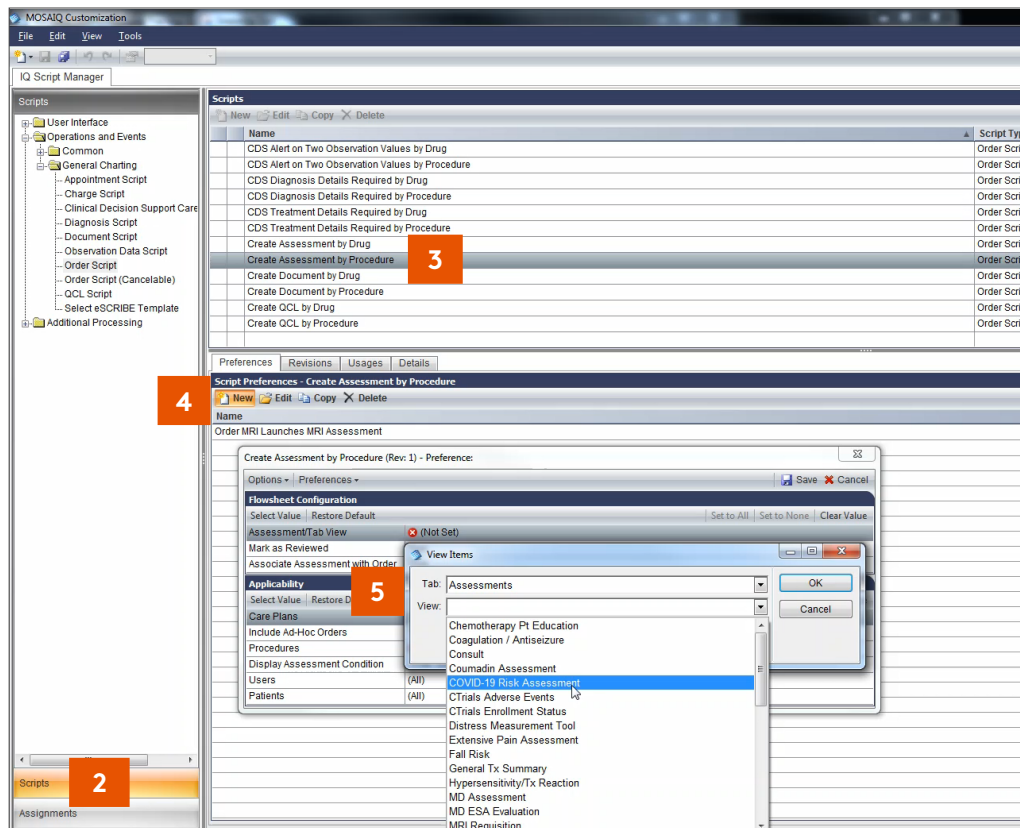 MOSAIQ Customization
File Edit View Tools
IQ Script Manager
Scripts
User Interface
Operations and Events
Common
General Charting
Appointment Script
Charge Script
Clinical Decision Support Care
Diagnosis Script
Document Script
Observation Data Script
Order Script
Order Script (Cancelable)
QCL Script
Select eSCRIBE Template
Additional Processing
Scripts
2
Assignments
Scripts
New Edit Copy Delete
Name Script Typ
CDS Alert on Two Observation Values by Drug Order Scri
CDS Alert on Two Observation Values by Procedure Order Scri
CDS Diagnosis Details Required by Drug Order Scri
CDS Diagnosis Details Required by Procedure Order Scri
CDS Treatment Details Required by Drug Order Scri
CDS Treatment Details Required by Procedure Order Scri
Create Assessment by Drug Order Scri
Create Assessment by Procedure 3 Order Scri
Create Document by Drug Order Scri
Create Document by Procedure Order Scri
Create QCL by Drug Order Scri
Create QCL by Procedure Order Scri
Preferences Revisions Usages Details
Script Preferences - Create Assessment by Procedure
4 New Edit Copy Delete
Name
Order MRI Launches MRI Assessment
Create Assessment by Procedure (Rev: 1) - Preference:
Options Preferences Save Cancel
Flowsheet Configuration
Select Value Restore Default Set to All Set to None Clear Value
Assessment/Tab View (Not Set)
Mark as Reviewed
Associate Assessment with Order
Applicability
Select Value Restore D
Care Plans
Include Ad-Hoc Orders
Procedures
Display Assessment Condition
Users (All)
Patients (All)
View Items
5
Tab: Assessments OK
View: Cancel
Chemotherapy Pt Education
Coagulation / Antiseizure
Consult
Coumadin Assessment
COVID-19 Risk Assessment
CTrials Adverse Events
CTrials Enrollment Status
Distress Measurement Tool
Extensive Pain Assessment
Fall Risk
General Tx Summary
Hypersensitivity/Tx Reaction
MD Assessment
MD ESA Evaluation
MRI Requisition